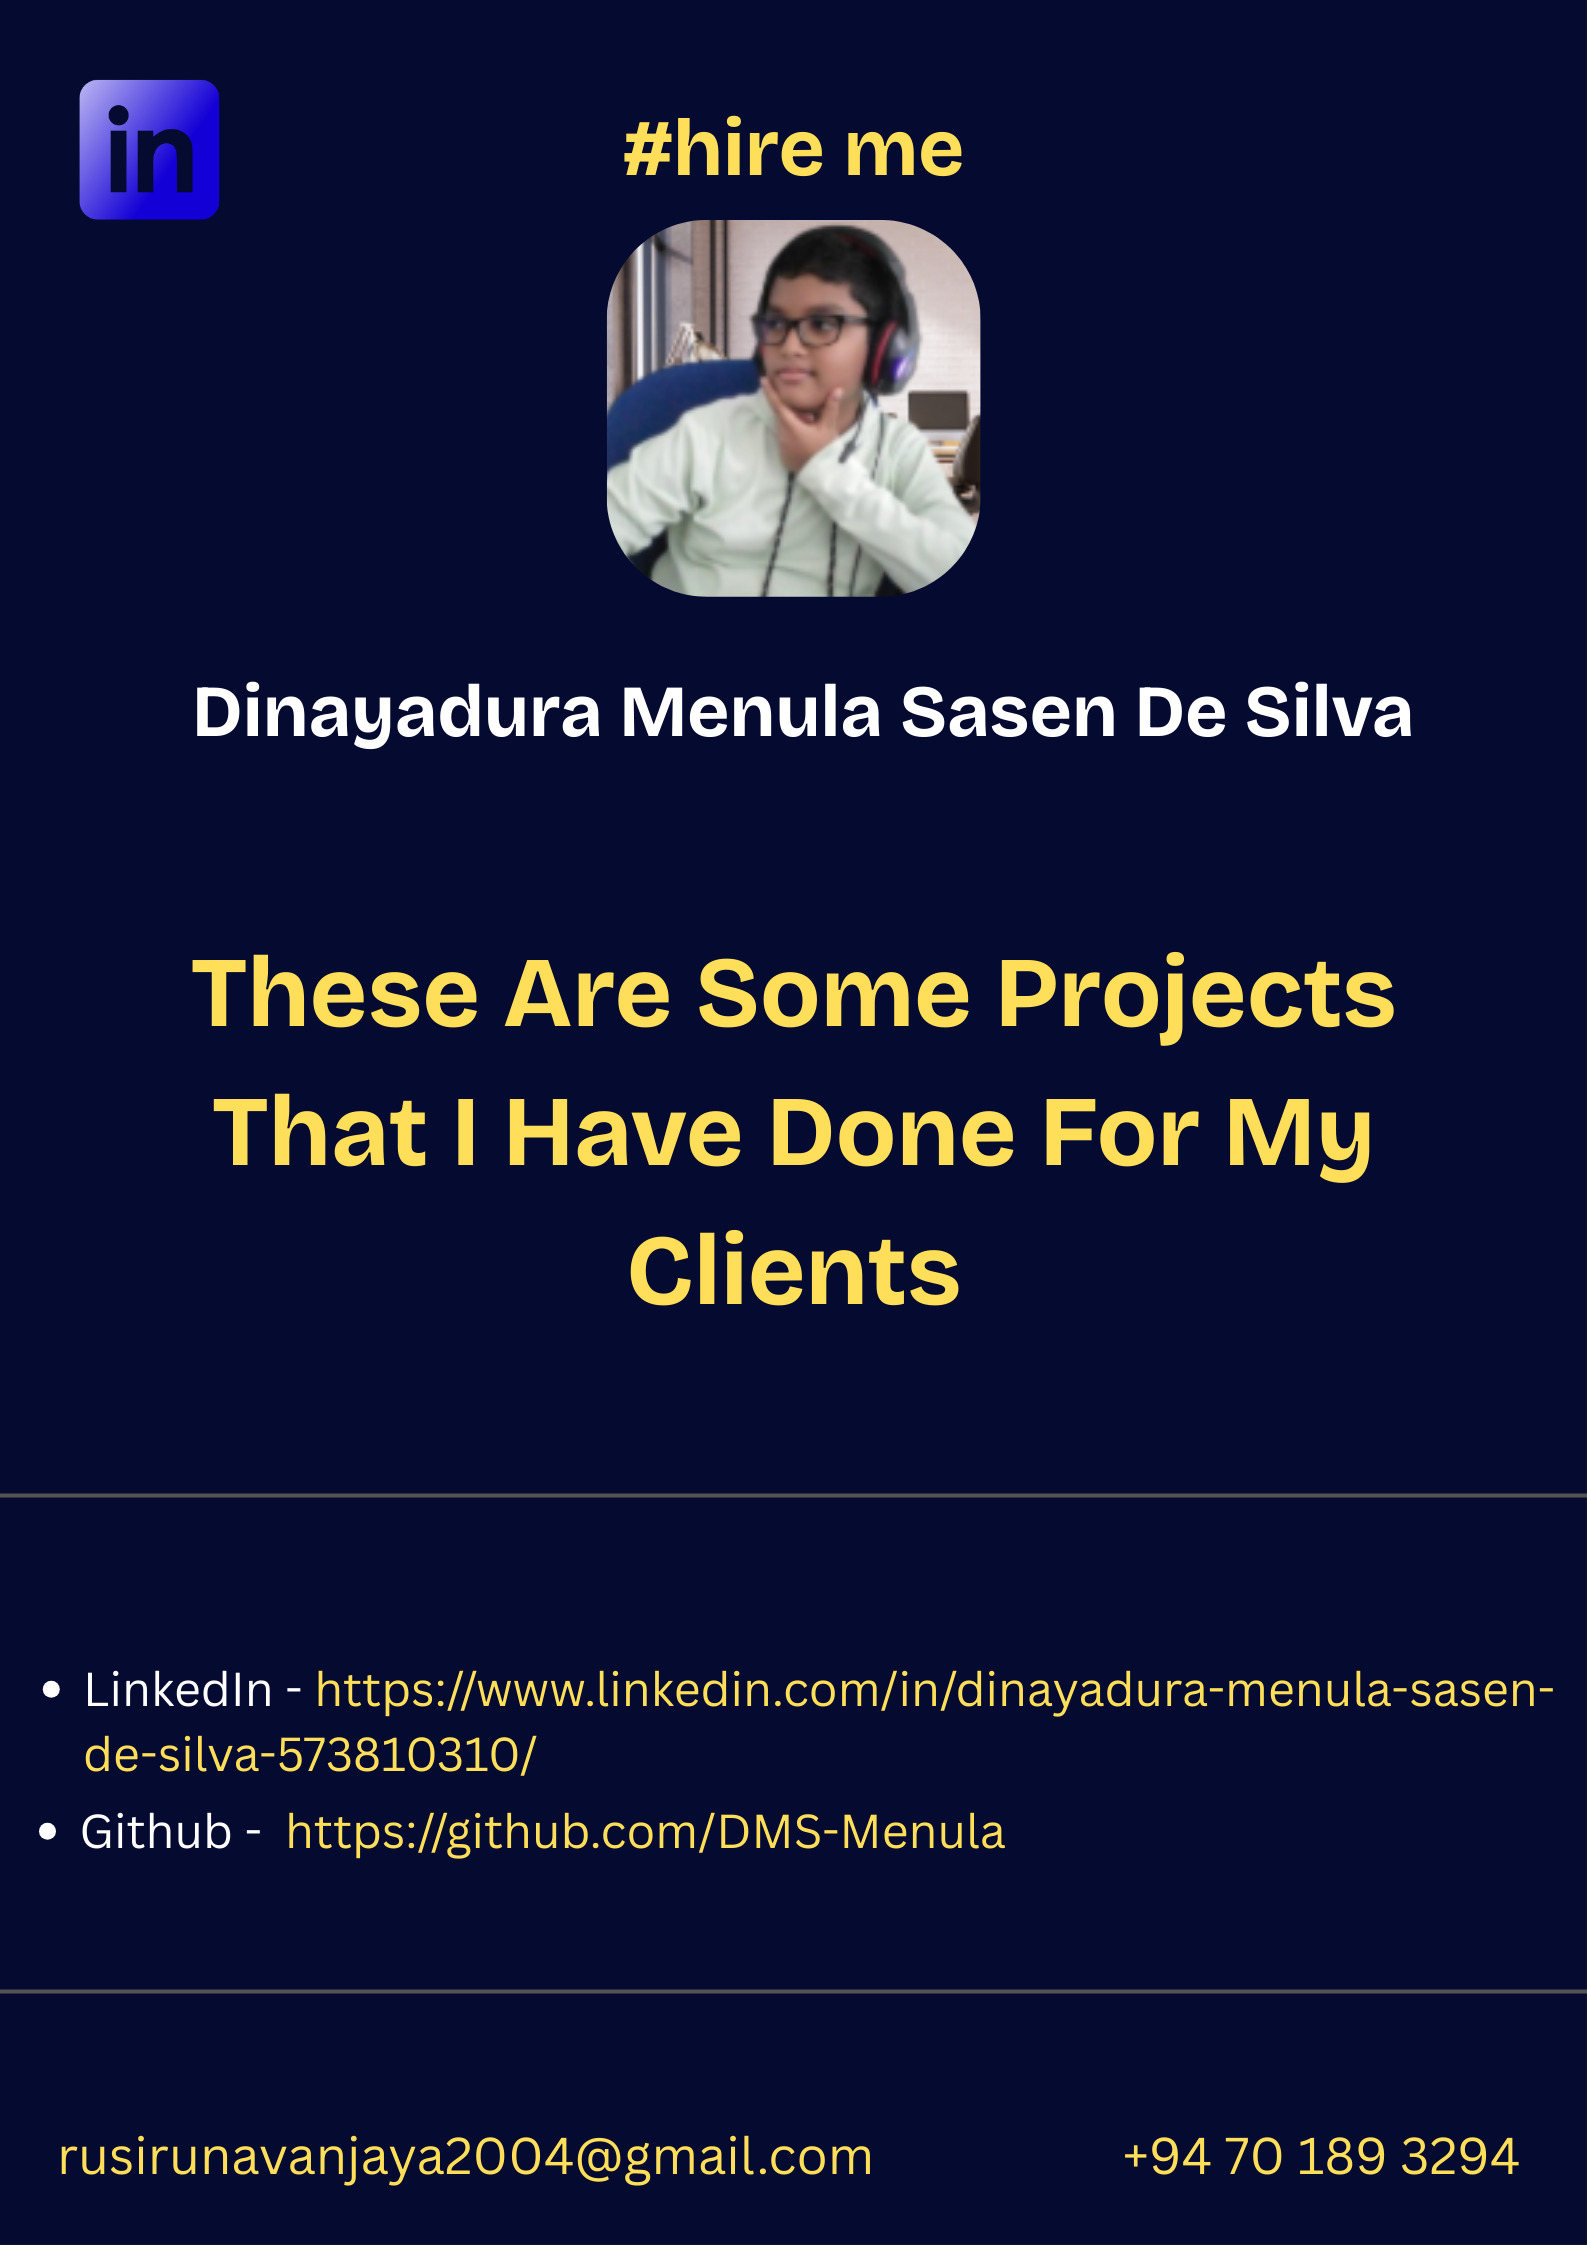 in
#hire me
Dinayadura Menula Sasen De Silva
These Are Some Projects
That I Have Done For My
Clients
LinkedIn - https://www.linkedin.com/in/dinayadura-menula-sasen-
de-silva-573810310/
Github -  https://github.com/DMS-Menula
rusirunavanjaya2004@gmail.com
+94 70 189 3294